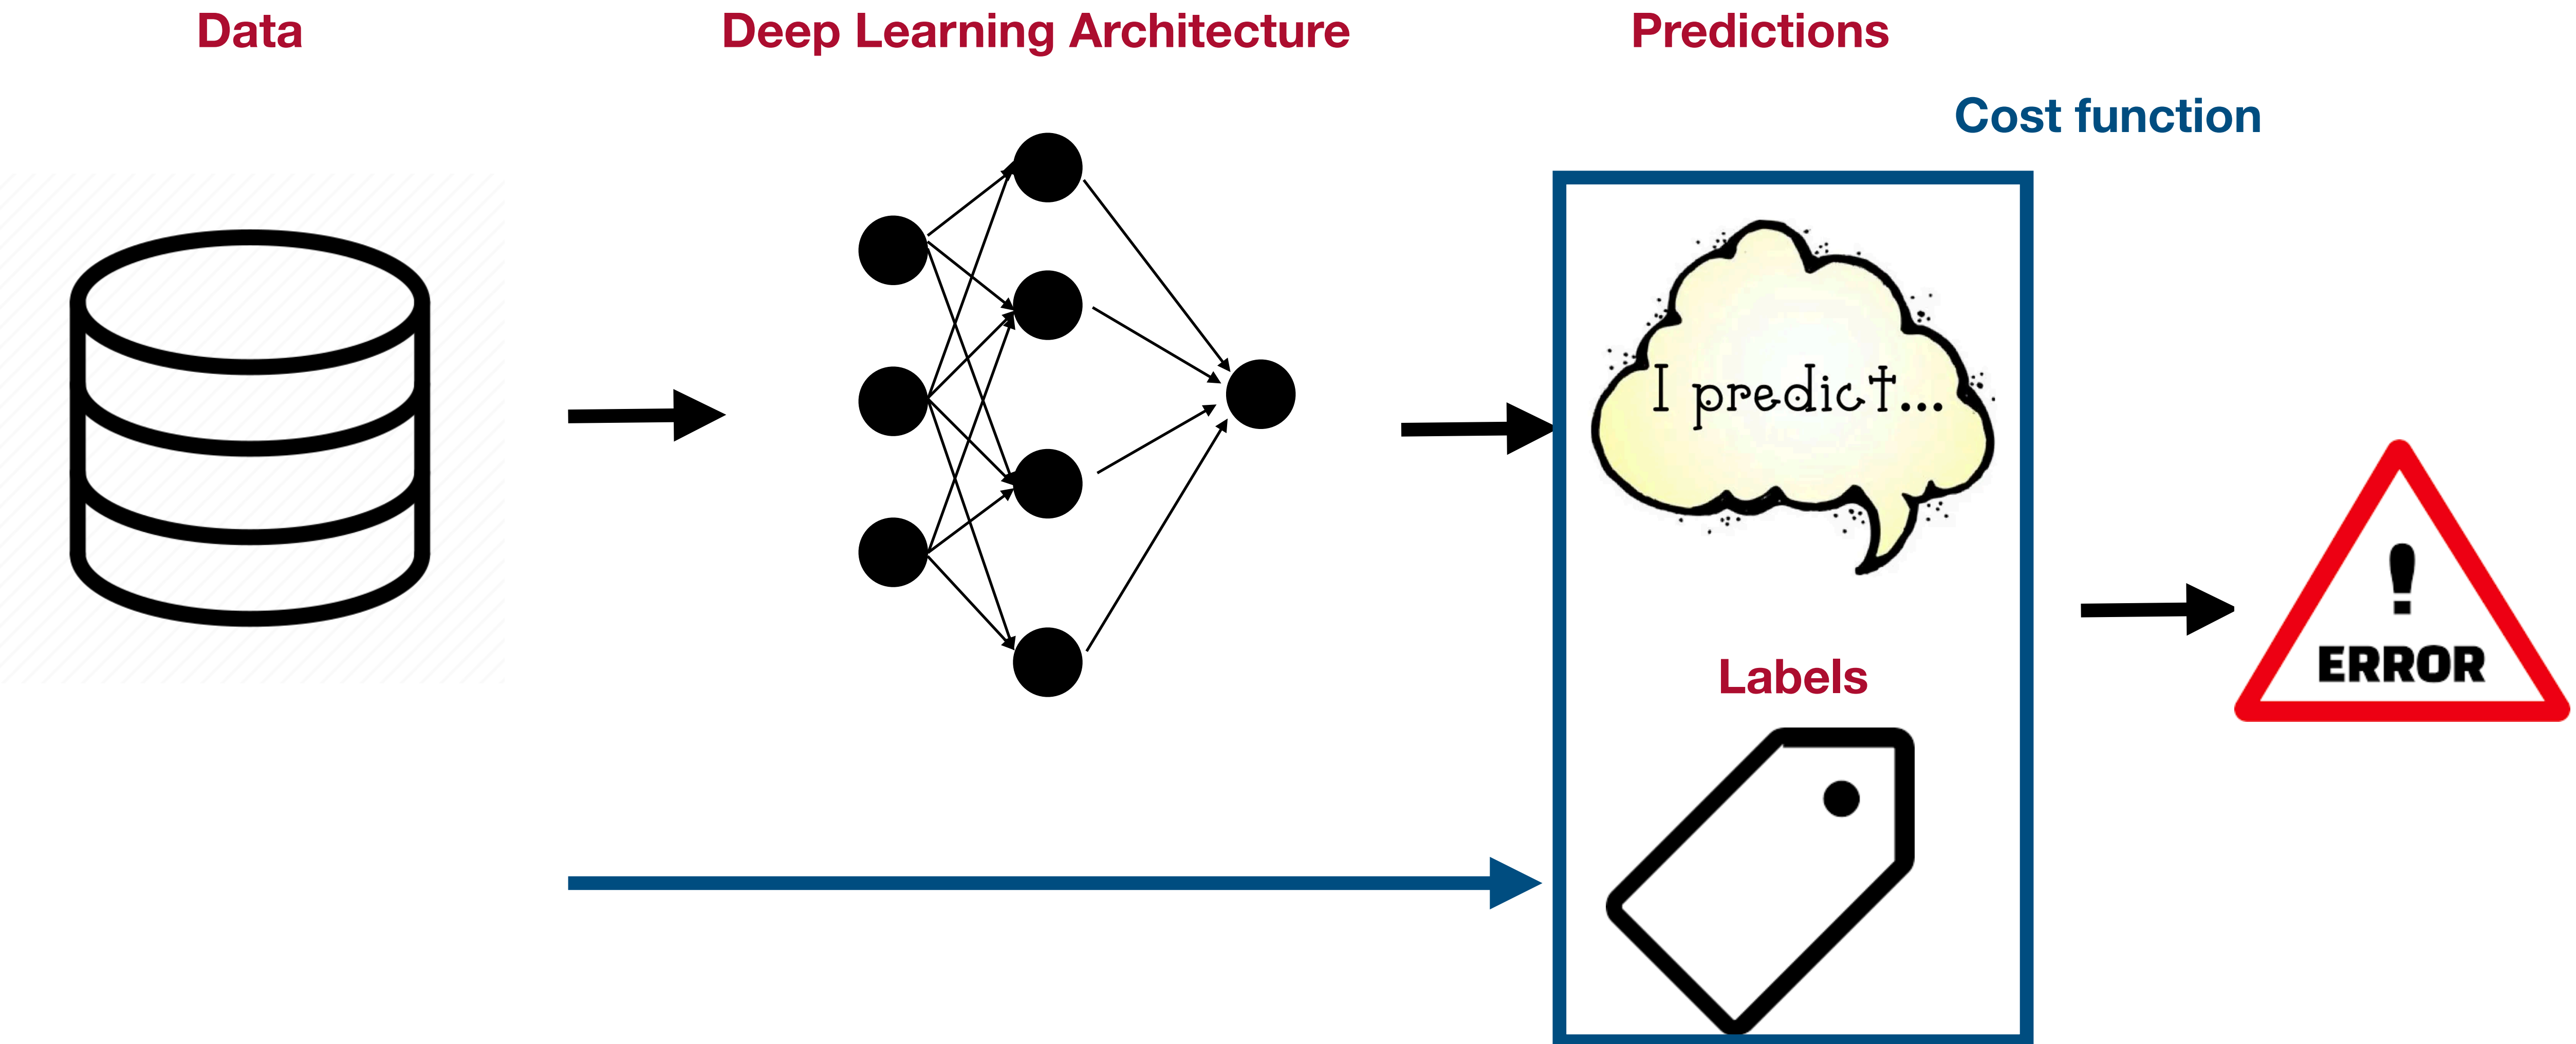 Data
Deep Learning Architecture
Predictions
Cost function
I predict...
Labels
!
ERROR